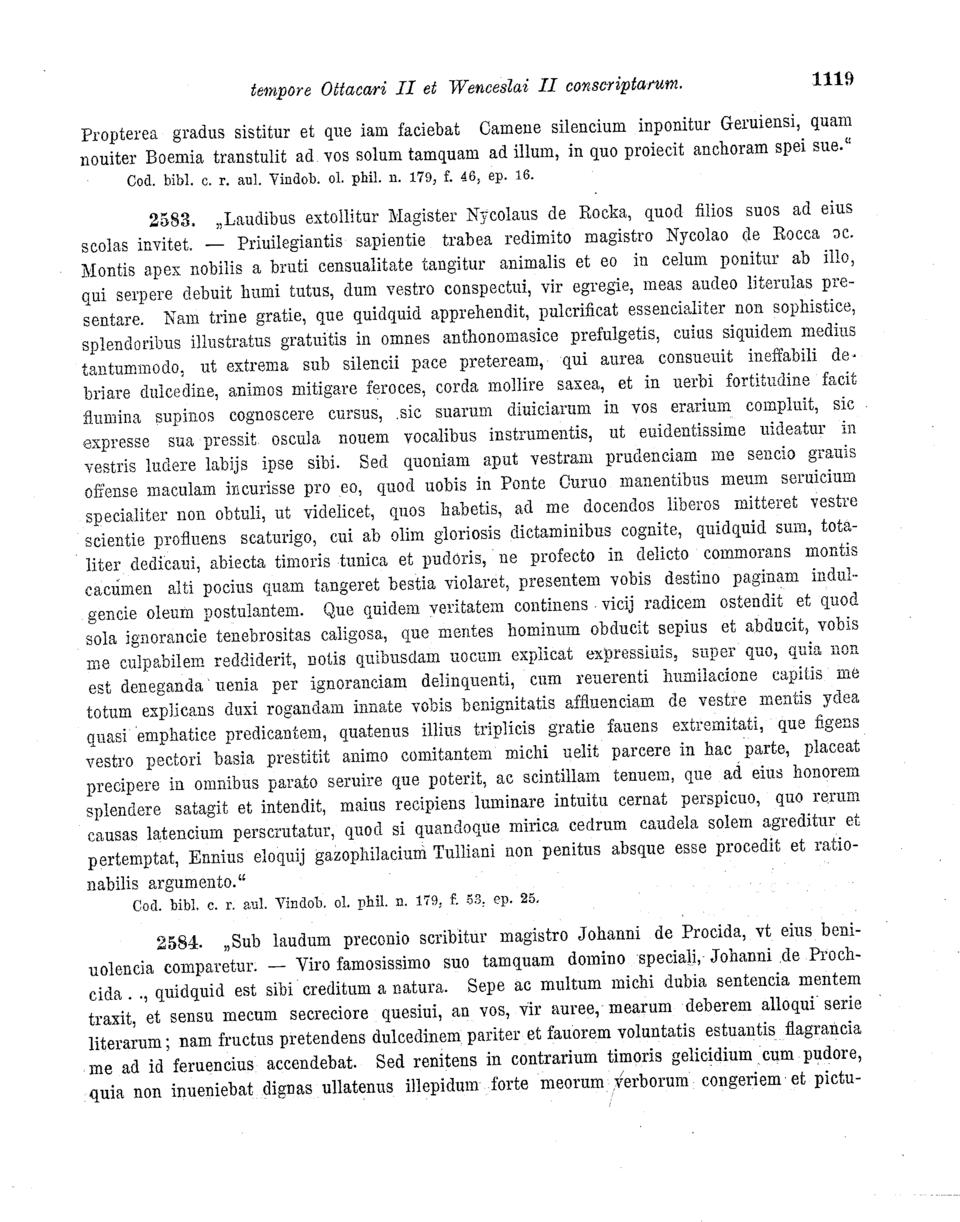 tempore Ottacari II et Wenceslai II conscriptarum. 1119
Propterea gradus sistitur et que iam faciebat Camene silencium inponitur Geruiensi, quam
nouiter Boemia transtulit ad vos solum tamquam ad illum, in quo proiecit anchoram spei sue.“
Cod. bibl. c. r. aul. Vindob. ol. phil. n. 179, f. 46, ep. 16.
2583. „Laudibus extollitur Magister Nẏcolaus de Rocka, quod filios suos ad eius
scolas invitet. — Priuilegiantis sapientie trabea redimito magistro Nycolao de Rocca ɔc.
Montis apex nobilis a bruti censualitate tangitur animalis et eo in celum ponitur ab illo,
qui serpere debuit humi tutus, dum vestro conspectui, vir egregie, meas audeo literulas pre-
sentare. Nam trine gratie, que quidquid apprehendit, pulcrificat essencialiter non sophistice,
splendoribus illustratus gratuitis in omnes anthonomasice prefulgetis, cuius siquidem medius
tantummodo, ut extrema sub silencii pace preteream, qui aurea consueuit ineffabili de-
briare dulcedine, animos mitigare feroces, corda mollire saxea, et in uerbi fortitudine facit
flumina supinos cognoscere cursus, sic suarum diuiciarum in vos erarium compluit, sic
expresse sua pressit oscula nouem vocalibus instrumentis, ut euidentissime uideatur in
vestris ludere labijs ipse sibi. Sed quoniam aput vestram prudenciam me sencio grauis
offense maculam incurisse pro eo, quod uobis in Ponte Curuo manentibus meum seruicium
specialiter non obtuli, ut videlicet, quos habetis, ad me docendos liberos mitteret vestre
scientie profluens scaturigo, cui ab olim gloriosis dictaminibus cognite, quidquid sum, tota-
liter dedicaui, abiecta timoris tunica et pudoris, ne profecto in delicto commorans montis
cacumen alti pocius quam tangeret bestia violaret, presentem vobis destino paginam indul-
gencie oleum postulantem. Que quidem veritatem continens vicij radicem ostendit et quod
sola ignorancie tenebrositas caligosa, que mentes hominum obducit sepius et abducit, vobis
me culpabilem reddiderit, notis quibusdam uocum explicat expressiuis, super quo, quia non
est deneganda uenia per ignoranciam delinquenti, cum reuerenti humilacione capitis me
totum explicans duxi rogandam innate vobis benignitatis affluenciam de vestre mentis ydea
quasi emphatice predicantem, quatenus illius triplicis gratie fauens extremitati, que figens
vestro pectori basia prestitit animo comitantem michi uelit parcere in hac parte, placeat
precipere in omnibus parato seruire que poterit, ac scintillam tenuem, que ad eius honorem
splendere satagit et intendit, maius recipiens luminare intuitu cernat perspicuo, quo rerum
causas latencium perscrutatur, quod si quandoque mirica cedrum caudela solem agreditur et
pertemptat, Ennius eloquij gazophilacium Tulliani non penitus absque esse procedit et ratio-
nabilis argumento.“
Cod. bibl. c. r. aul. Vindob. ol. phil. n. 179, f. 53, ep. 25.
2584. „Sub laudum preconio scribitur magistro Johanni de Procida, vt eius beni-
uolencia comparetur. — Viro famosissimo suo tamquam domino speciali, Johanni de Proch-
cida . ., quidquid est sibi creditum a natura. Sepe ac multum michi dubia sentencia mentem
traxit, et sensu mecum secreciore quesiui, an vos, vir auree, mearum deberem alloqui serie
literarum; nam fructus pretendens dulcedinem pariter et fauorem voluntatis estuantis flagrancia
me ad id feruencius accendebat. Sed renitens in contrarium timoris gelicidium cum pudore,
quia non inueniebat dignas ullatenus illepidum forte meorum verborum congeriem et pictu-